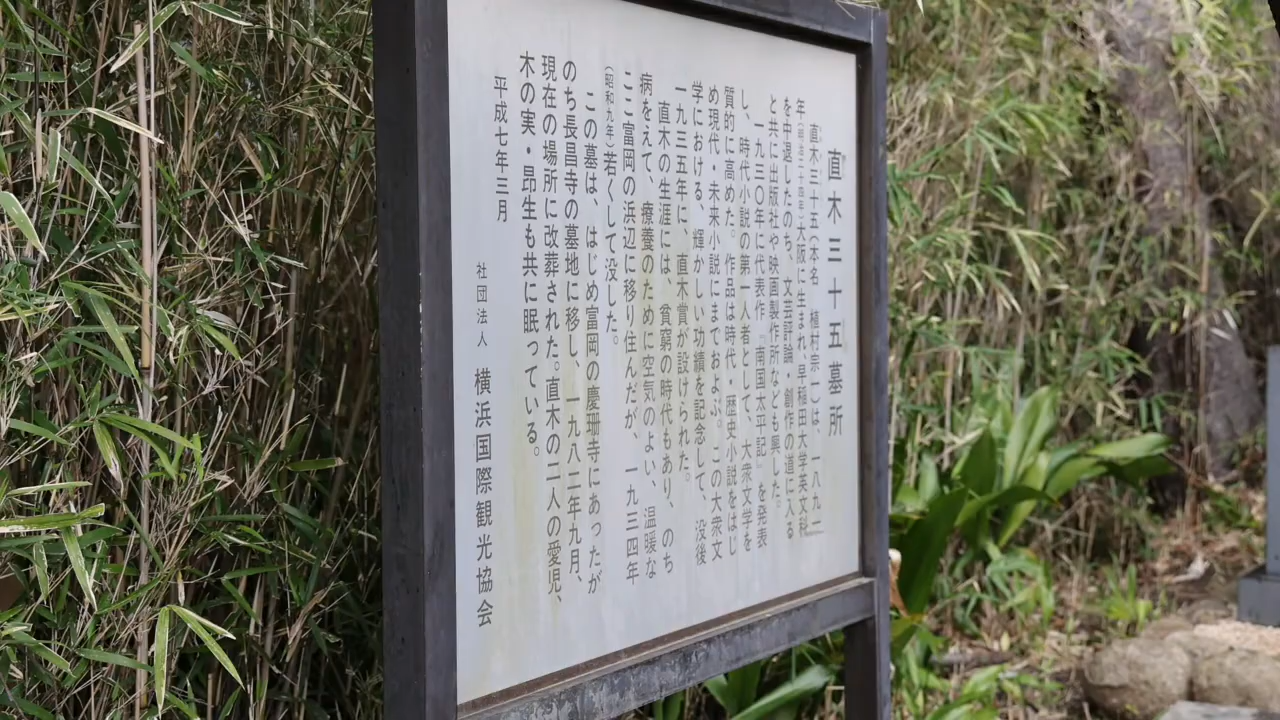 直木三十五墓所
直木三十五（本名　植村宗一）は、一八九一
年（明治二十四年）大阪に生まれ、早稲田大学英文科
を中退したのち、文芸評論・創作の道に入る
と共に出版社や映画製作所なども興した。
一九三〇年に代表作『南国太平記』を発表
し、時代小説の第一人者として、大衆文学を
質的に高めた。作品は時代・歴史小説をはじ
め現代・未来小説にまでおよぶ。この大衆文
学における、輝かしい功績を記念して、没後
一九三五年に、直木賞が設けられた。
直木の生涯には、貧窮の時代もあり、のち
病をえて、療養のために空気のよい、温暖な
ここ富岡の浜辺に移り住んだが、一九三四年
（昭和九年）若くして没した。
この墓は、はじめ富岡の慶珊寺にあったが
のち長昌寺の墓地に移し、一九八二年九月、
現在の場所に改葬された。直木の二人の愛児、
木の実・昂生も共に眠っている。
平成七年三月
社団法人　横浜国際観光協会